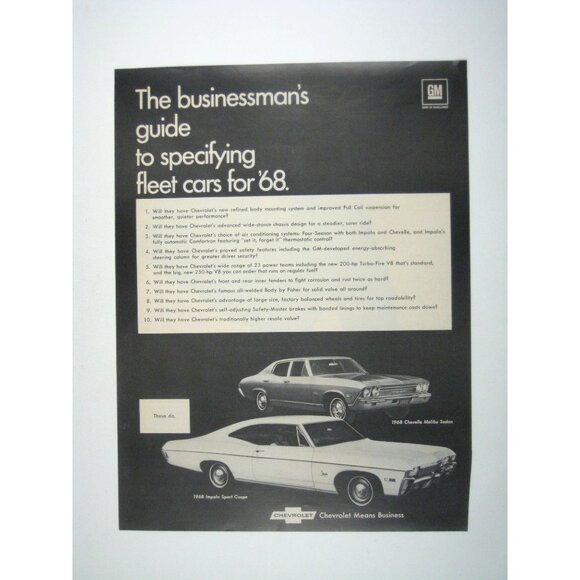 The businessman's
guide
to specifying
fleet cars for '68.
GM
MARK OF EXCELLENCE
1. Will they have Chevrolet's new refined body mounting system and improved Full Coil suspension for
smoother, quieter performance?
2. Will they have Chevrolet's advanced wide-stance chassis design for a steadier, surer ride?
3. Will they have Chevrolet's choice of air conditioning systems: Four-Season with both Impala and Chevelle, and Impala's
fully automatic Comfortron featuring "set it, forget it" thermostatic control?
4. Will they have Chevrolet's proved safety features including the GM-developed energy-absorbing
steering column for greater driver security?
5. Will they have Chevrolet's wide range of 23 power teams including the new 200-hp Turbo-Fire V8 that's standard,
and the big, new 250-hp V8 you can order that runs on regular fuel?
6. Will they have Chevrolet's front and rear inner fenders to fight corrosion and rust twice as hard?
7. Will they have Chevrolet's famous all-welded Body by Fisher for solid value all around?
8. Will they have Chevrolet's advantage of large size, factory balanced wheels and tires for top roadability?
9. Will they have Chevrolet's self-adjusting Safety-Master brakes with bonded linings to keep maintenance costs down?
10. Will they have Chevrolet's traditionally higher resale value?
These do.
1968 Chevelle Malibu Sedan
1968 Impala Sport Coupe
CHEVROLET Chevrolet Means Business